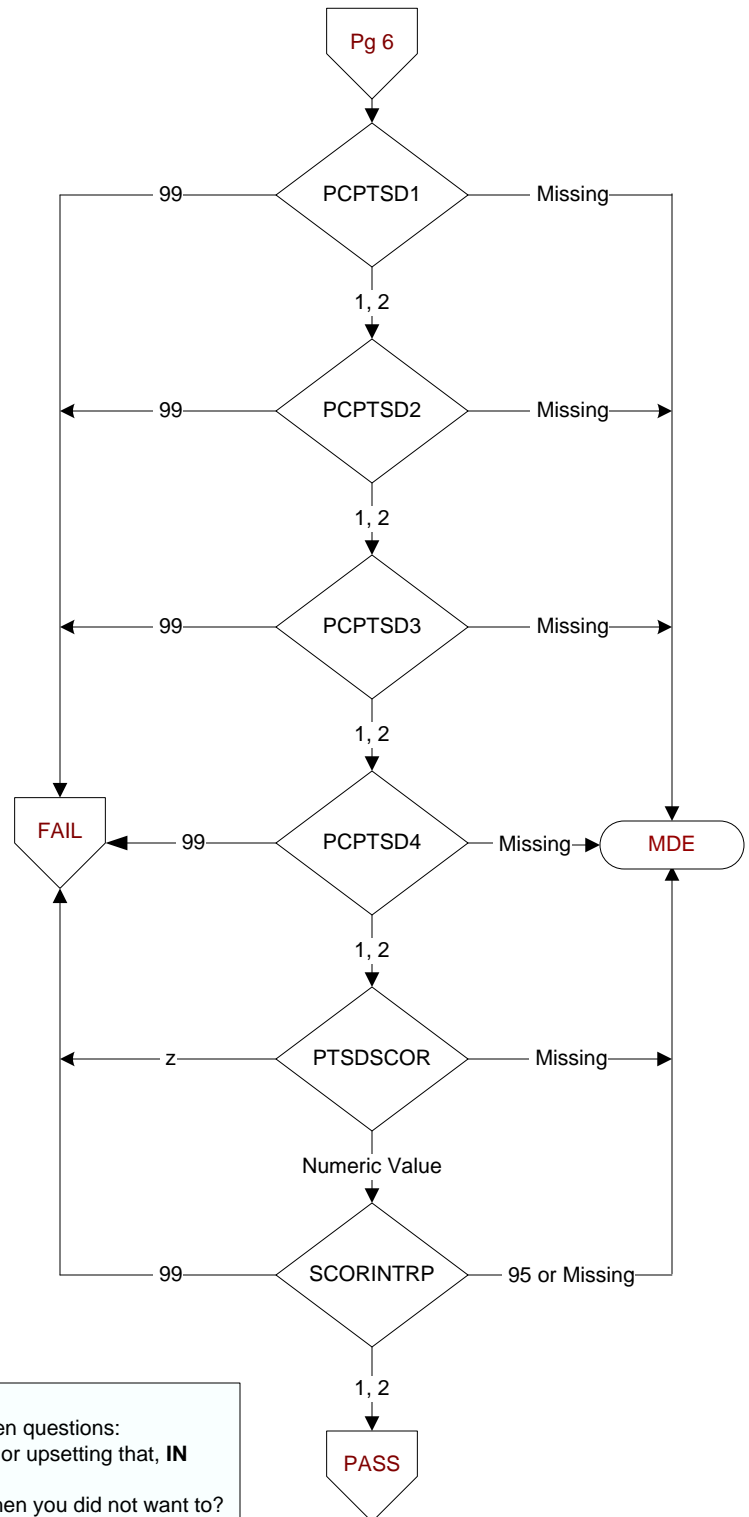 Pg 6
PCPTSD1
99
Missing
1, 2
PCPTSD2
99
Missing
1, 2
PCPTSD3
99
Missing
1, 2
FAIL
99
PCPTSD4
Missing
MDE
1, 2
z
PTSDSCOR
Missing
Numeric Value
99
SCORINTRP
95 or Missing
1, 2
PASS
en questions:
or upsetting that, IN
hen you did not want to?